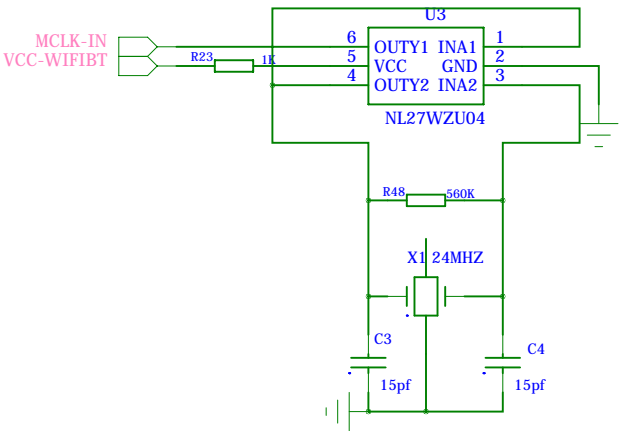 U3
MCLK-IN
VCC-WIFIBT
R23 1K
6 OUTY1 INA1 1
5 VCC GND 2
4 OUTY2 INA2 3
NL27WZU04
R48 560K
X1 24MHZ
C3
15pf
C4
15pf